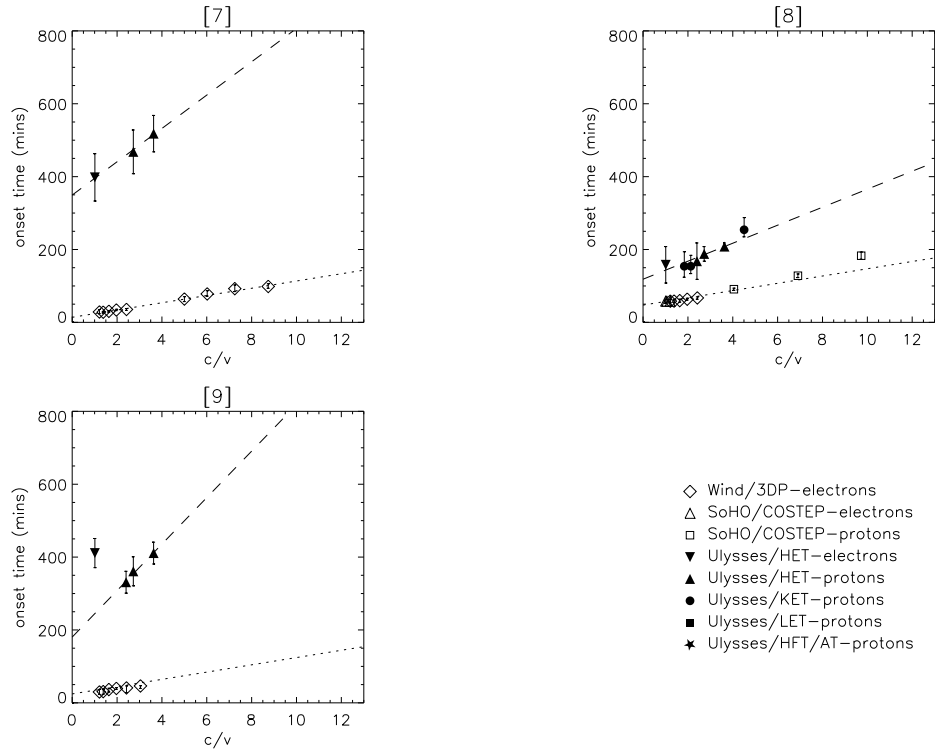 [7]
800
600
400
200
0
onset time (mins)
0 2 4 6 8 10 12
c/v
[8]
800
600
400
200
0
onset time (mins)
0 2 4 6 8 10 12
c/v
[9]
800
600
400
200
0
onset time (mins)
0 2 4 6 8 10 12
c/v
Wind/3DP-electrons
SoHO/COSTEP-electrons
SoHO/COSTEP-protons
Ulysses/HET-electrons
Ulysses/HET-protons
Ulysses/KET-protons
Ulysses/LET-protons
Ulysses/HFT/AT-protons